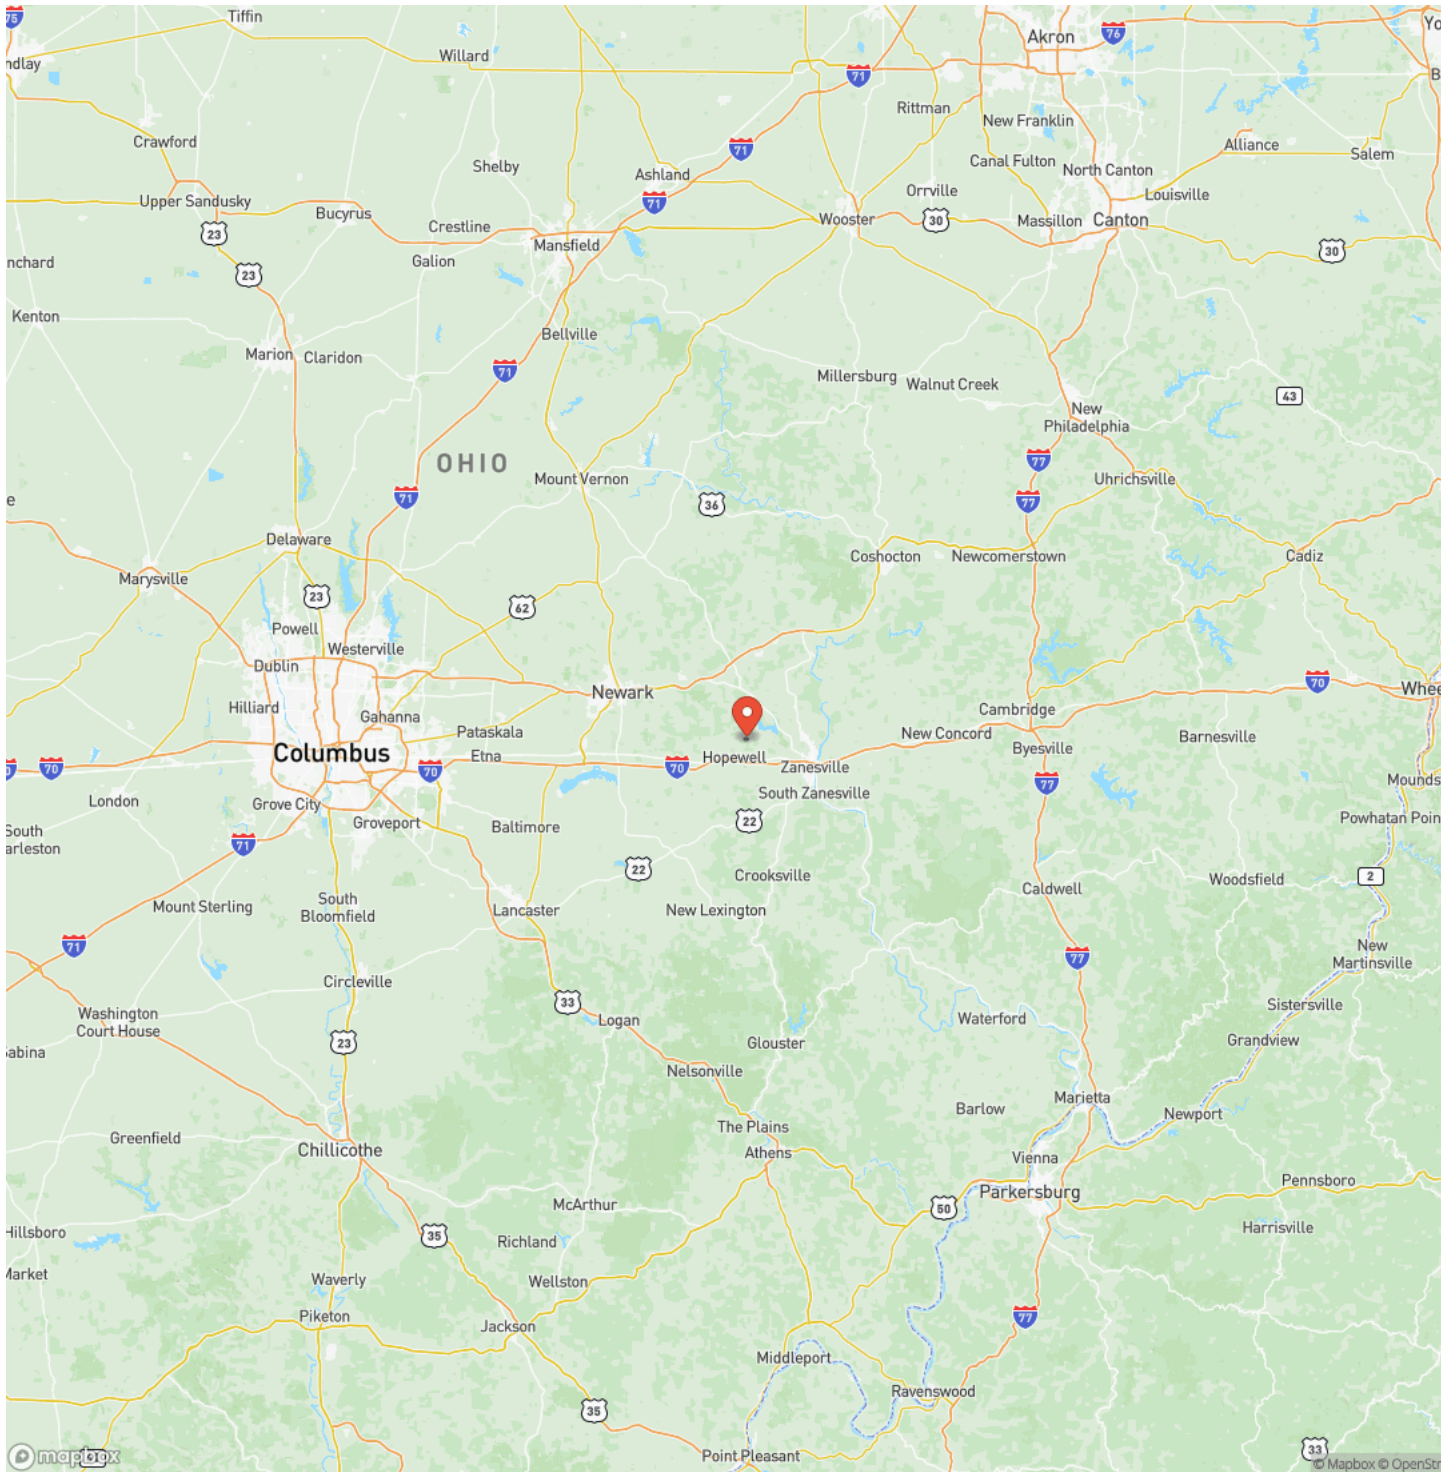 75
Tiffin
Akron
76
Yo
Willard
ndlay
71
B
Rittman
New Franklin
Crawford
71
Alliance
Salem
Shelby
Ashland
Canal Fulton
North Canton
Orrville
Louisville
Upper Sandusky
71
Bucyrus
Crestline
Wooster
30
Massillon
Canton
23
Mansfield
30
nchard
Galion
23
Kenton
Bellville
Marion
Claridon
71
Millersburg
Walnut Creek
43
New
Philadelphia
OHIO
77
Mount Vernon
Uhrichsville
71
e
36
77
Delaware
Coshocton
Newcomerstown
Cadiz
Marysville
23
62
Powell
Westerville
Dublin
Newark
70
Whee
Hilliard
Gahanna
Cambridge
Pataskala
New Concord
Barnesville
Columbus
Etna
Hopewell
Byesville
0
70
70
70
Zanesville
77
Mounds
London
Grove City
South Zanesville
Groveport
Baltimore
22
Powhatan Poin
South
arleston
71
22
Crooksville
2
Woodsfield
Caldwell
Mount Sterling
South
Bloomfield
Lancaster
New Lexington
71
77
New
Martinsville
Circleville
33
Sistersville
Washington
Court House
Logan
Waterford
23
Glouster
Grandview
Sabina
Nelsonville
Marietta
Barlow
Newport
The Plains
Greenfield
Chillicothe
Athens
Vienna
Pennsboro
Parkersburg
McArthur
50
Hillsboro
35
Harrisville
Richland
Market
Waverly
Wellston
Piketon
77
Jackson
Middleport
Ravenswood
35
mapbox
Point Pleasant
33
© Mapbox © OpenStr